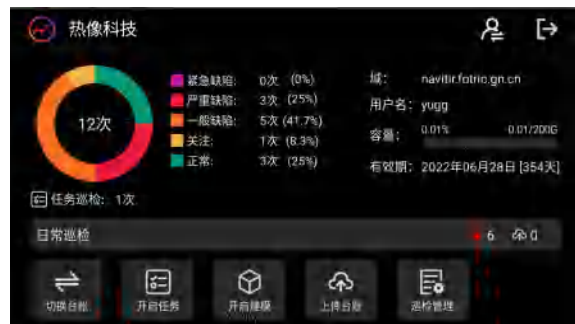 热像科技
12次
紧急缺陷: 0次 (0%)
严重缺陷: 3次 (25%)
一般缺陷: 5次 (41.7%)
关注: 1次 (8.3%)
正常: 3次 (25%)
域: navitir.fotric.gn.cn
用户名: yugg
容量: 0.01% 0.01/200G
有效期: 2022年06月28日 [354天]
任务巡检: 1次
日常巡检 6 0
切换台账 开启任务 开启建模 上传台账 巡检管理